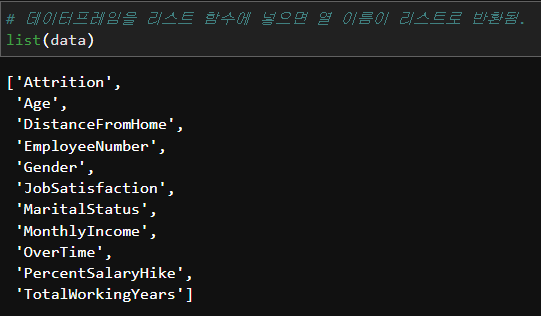 # 데이터프레임을 리스트 함수에 넣으면 열 이름이 리스트로 반환됨.
list(data)
['Attrition',
'Age',
'DistanceFromHome',
'EmployeeNumber',
'Gender',
'JobSatisfaction',
'MaritalStatus',
'MonthlyIncome',
'OverTime',
'PercentSalaryHike',
'TotalWorkingYears']